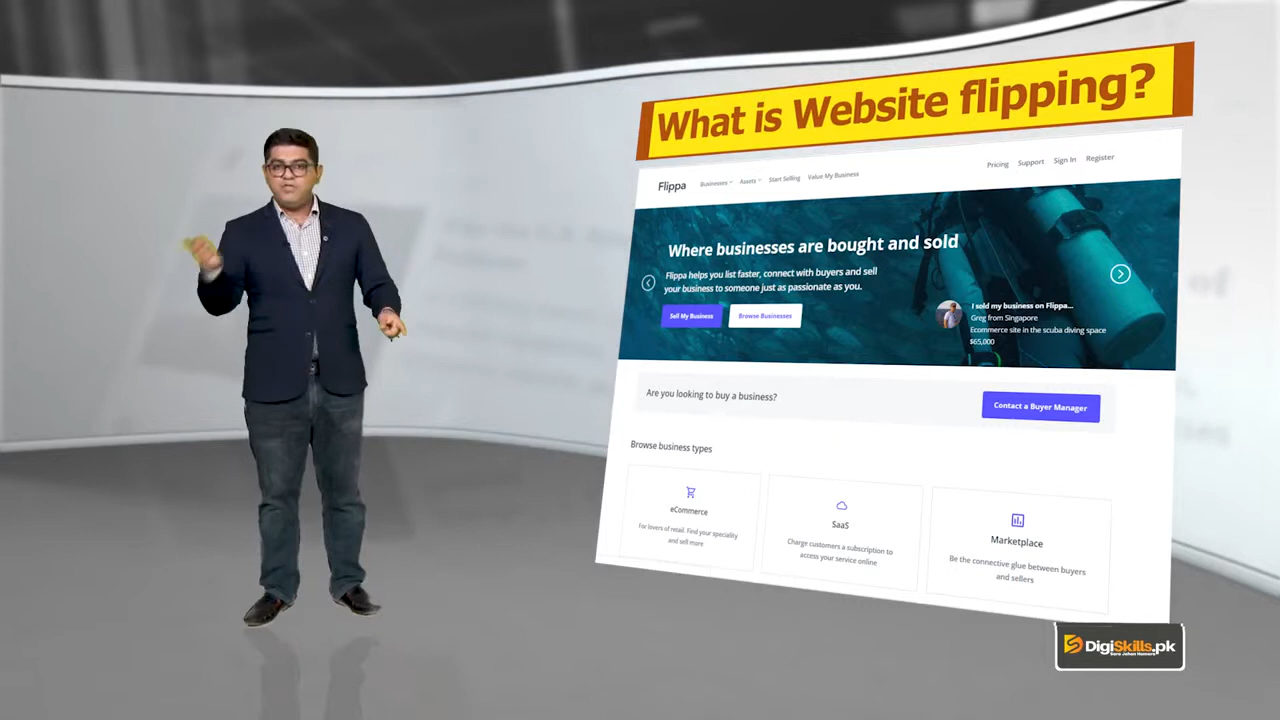 What is Website flipping?
Flippa
Businesses
Assets
Start Selling
Value My Business
Pricing
Support
Sign In
Register
Where businesses are bought and sold
Flippa helps you list faster, connect with buyers and sell
your business to someone just as passionate as you.
Sell My Business
Browse Businesses
I sold my business on Flippa...
Greg from Singapore
Ecommerce site in the scuba diving space
$65,000
Are you looking to buy a business?
Contact a Buyer Manager
Browse business types
eCommerce
For lovers of retail. Find your speciality
and sell more
SaaS
Charge customers a subscription to
access your service online
Marketplace
Be the connective glue between buyers
and sellers
DigiSkills.pk
Sara Jahan Hamara